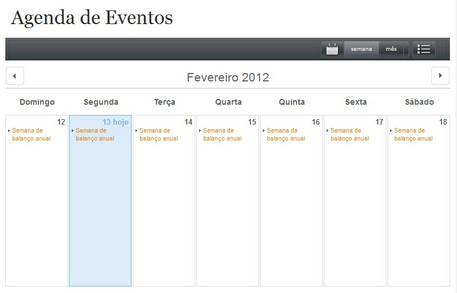 Agenda de Eventos
semana mês
Fevereiro 2012
Domingo Segunda Terça Quarta Quinta Sexta Sábado
12 13 hoje 14 15 16 17 18
Semana de Semana de Semana de Semana de Semana de Semana de Semana de
balanço anual balanço anual balanço anual balanço anual balanço anual balanço anual balanço anual